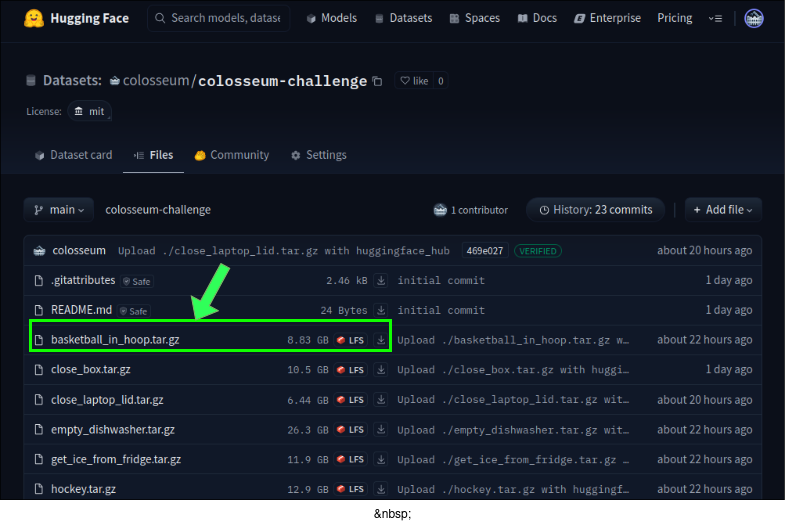 Hugging Face Search models, datase Models Datasets Spaces Docs Enterprise Pricing
Datasets: colosseum/colosseum-challenge like 0
License: mit
Dataset card Files Community Settings
main colosseum-challenge 1 contributor History: 23 commits + Add file
colosseum Upload ./close_laptop_lid.tar.gz with huggingface_hub 469e027 VERIFIED about 20 hours ago
.gitattributes Safe 2.46 kB initial commit 1 day ago
README.md Safe 24 Bytes initial commit 1 day ago
basketball_in_hoop.tar.gz 8.83 GB LFS Upload ./basketball_in_hoop.tar.gz w… about 22 hours ago
close_box.tar.gz 10.5 GB LFS Upload ./close_box.tar.gz with huggi… 1 day ago
close_laptop_lid.tar.gz 6.44 GB LFS Upload ./close_laptop_lid.tar.gz wit… about 20 hours ago
empty_dishwasher.tar.gz 26.3 GB LFS Upload ./empty_dishwasher.tar.gz wit… about 22 hours ago
get_ice_from_fridge.tar.gz 11.9 GB LFS Upload ./get_ice_from_fridge.tar.gz … about 22 hours ago
hockey.tar.gz 12.9 GB LFS Upload ./hockey.tar.gz with huggingf… about 22 hours ago
&nbsp;